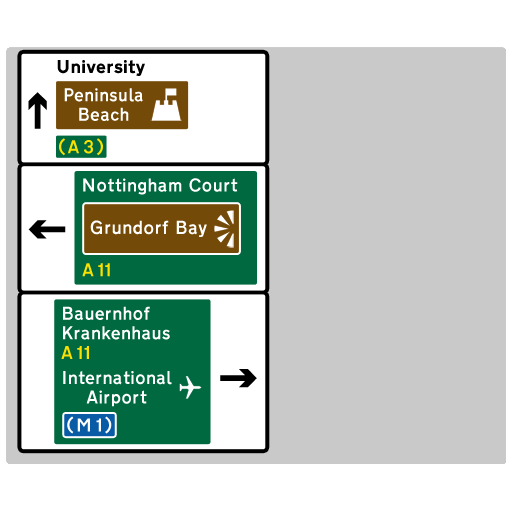 University
Peninsula
Beach
(A 3)
Nottingham Court
Grundorf Bay
A 11
Bauernhof
Krankenhaus
A 11
International
Airport
(M 1)